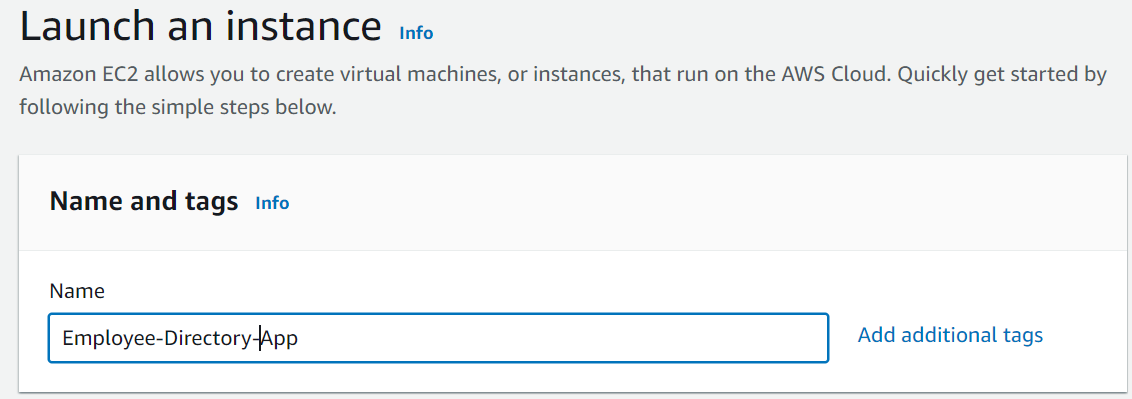 Launch an instance Info
Amazon EC2 allows you to create virtual machines, or instances, that run on the AWS Cloud. Quickly get started by
following the simple steps below.
Name and tags Info
Name
Employee-Directory-App
Add additional tags